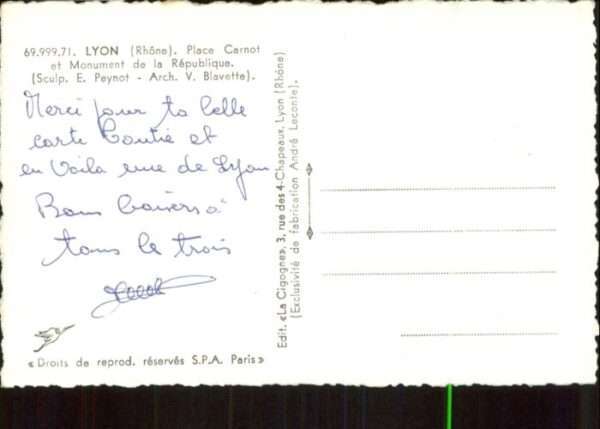 69.999.71. LYON (Rhône). Place Carnot
et Monument de la République.
(Sculp. E. Peynot - Arch. V. Blavette).
Merci pour ta belle
carte et
en Voila une de Lyon
Bons baisers à
tous le trois
« Droits de reprod. réservés S.P.A. Paris »
Edit. «La Cigogne», 3, rue des 4-Chapeaux, Lyon (Rhône)
(Exclusivité de fabrication André Leconte).